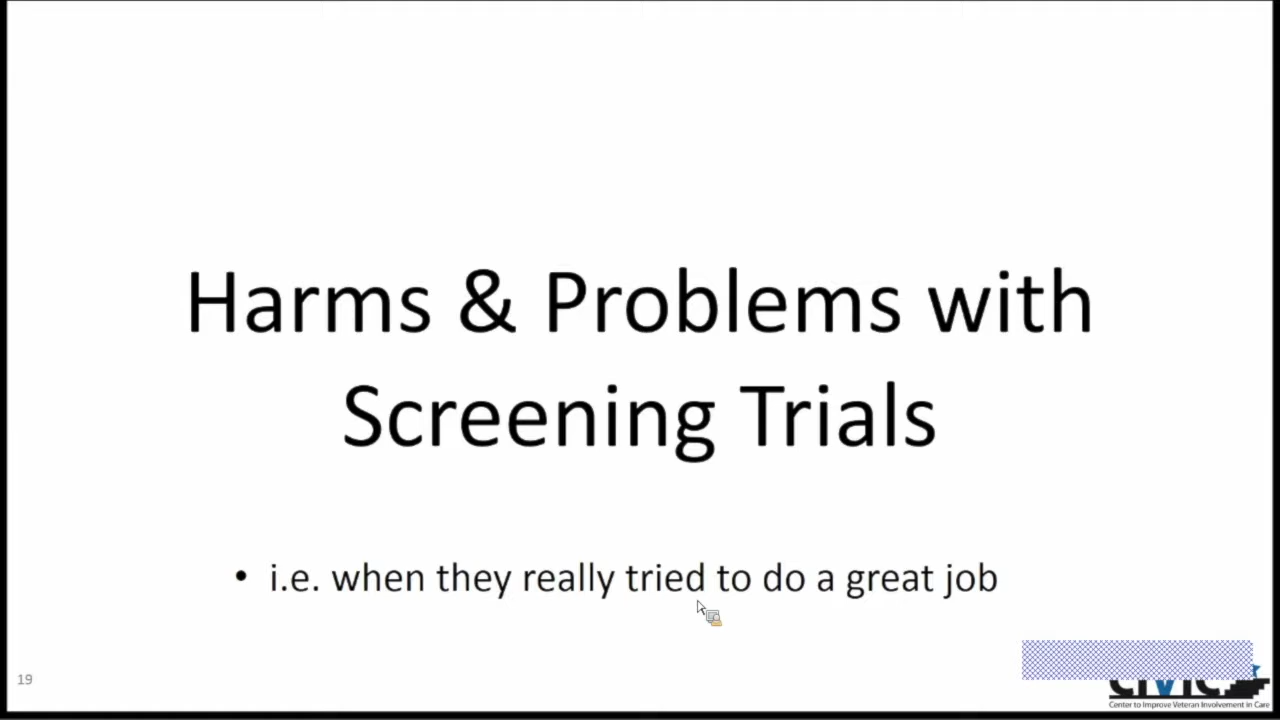 Harms & Problems with
Screening Trials
• i.e. when they really tried to do a great job
19
CIVIC
Center to Improve Veteran Involvement in Care